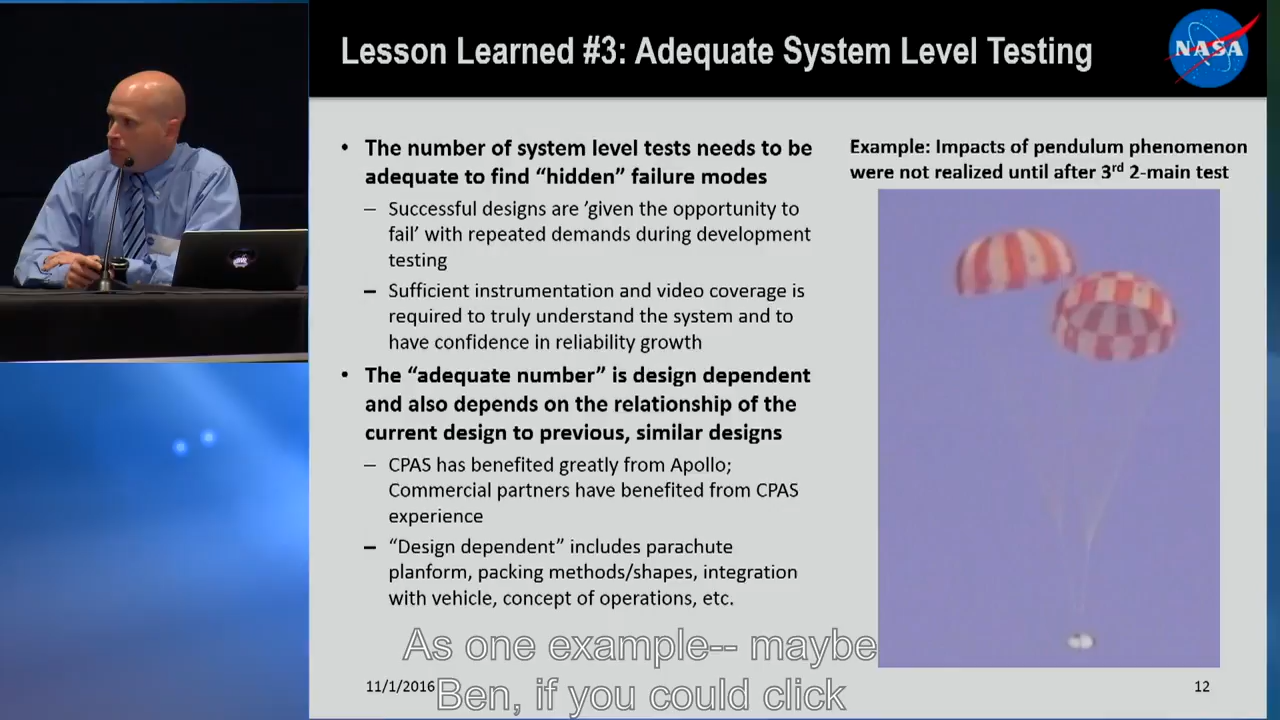 Lesson Learned #3: Adequate System Level Testing
NASA
• The number of system level tests needs to be
adequate to find “hidden” failure modes
– Successful designs are ’given the opportunity to
fail’ with repeated demands during development
testing
– Sufficient instrumentation and video coverage is
required to truly understand the system and to
have confidence in reliability growth
• The “adequate number” is design dependent
and also depends on the relationship of the
current design to previous, similar designs
– CPAS has benefited greatly from Apollo;
Commercial partners have benefited from CPAS
experience
– “Design dependent” includes parachute
planform, packing methods/shapes, integration
with vehicle, concept of operations, etc.
Example: Impacts of pendulum phenomenon
were not realized until after 3rd 2-main test
As one example-- maybe
Ben, if you could click
11/1/2016
12